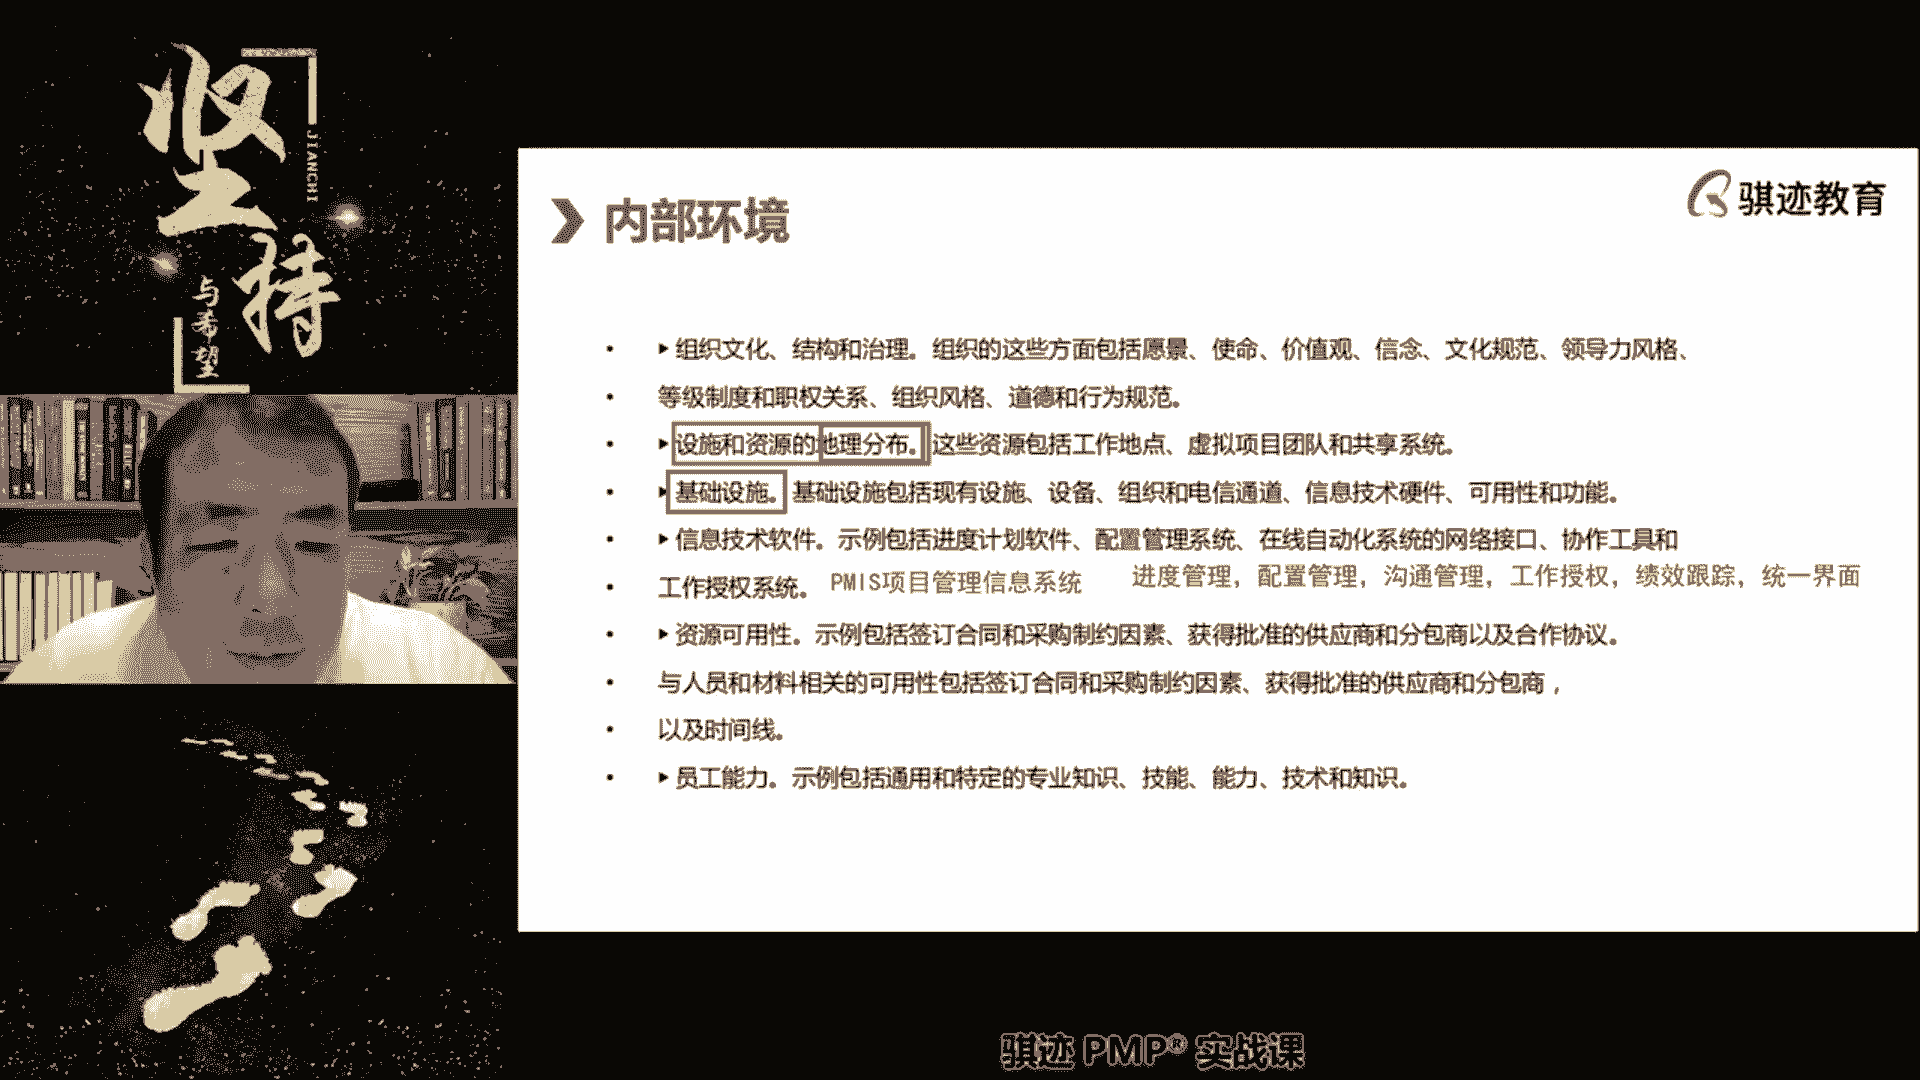 坚持
JIANCHI
与希望
骐迹教育
内部环境
• ▶组织文化、结构和治理。组织的这些方面包括愿景、使命、价值观、信念、文化规范、领导力风格、
• 等级制度和职权关系、组织风格、道德和行为规范。
• ▶设施和资源的地理分布。这些资源包括工作地点、虚拟项目团队和共享系统。
• ▶基础设施。基础设施包括现有设施、设备、组织和电信通道、信息技术硬件、可用性和功能。
• ▶信息技术软件。示例包括进度计划软件、配置管理系统、在线自动化系统的网络接口、协作工具和
• 工作授权系统。 PMIS项目管理信息系统 进度管理，配置管理，沟通管理，工作授权，绩效跟踪，统一界面
• ▶资源可用性。示例包括签订合同和采购制约因素、获得批准的供应商和分包商以及合作协议。
• 与人员和材料相关的可用性包括签订合同和采购制约因素、获得批准的供应商和分包商，
• 以及时间线。
• ▶员工能力。示例包括通用和特定的专业知识、技能、能力、技术和知识。
骐迹 PMP® 实战课